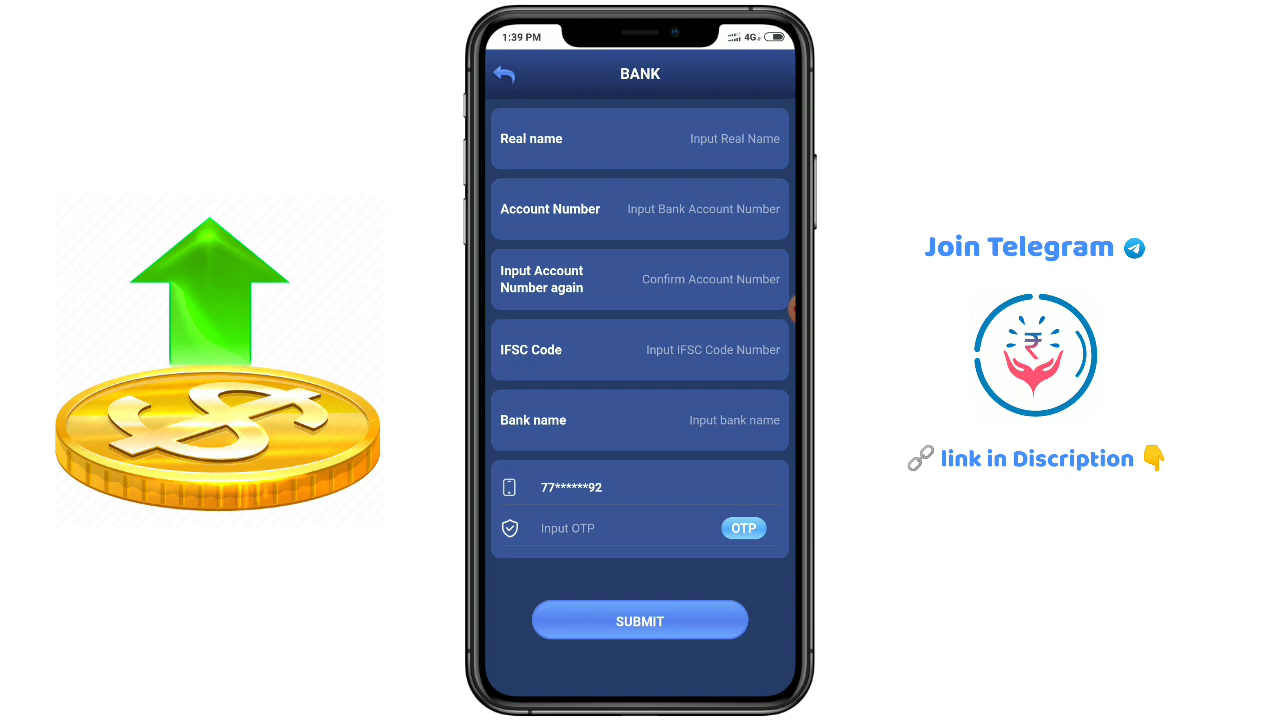 1:39 PM
4G
BANK
Real name
Input Real Name
Account Number
Input Bank Account Number
Input Account
Number again
Confirm Account Number
IFSC Code
Input IFSC Code Number
Bank name
Input bank name
77******92
Input OTP
OTP
SUBMIT
Join Telegram
₹
link in Discription